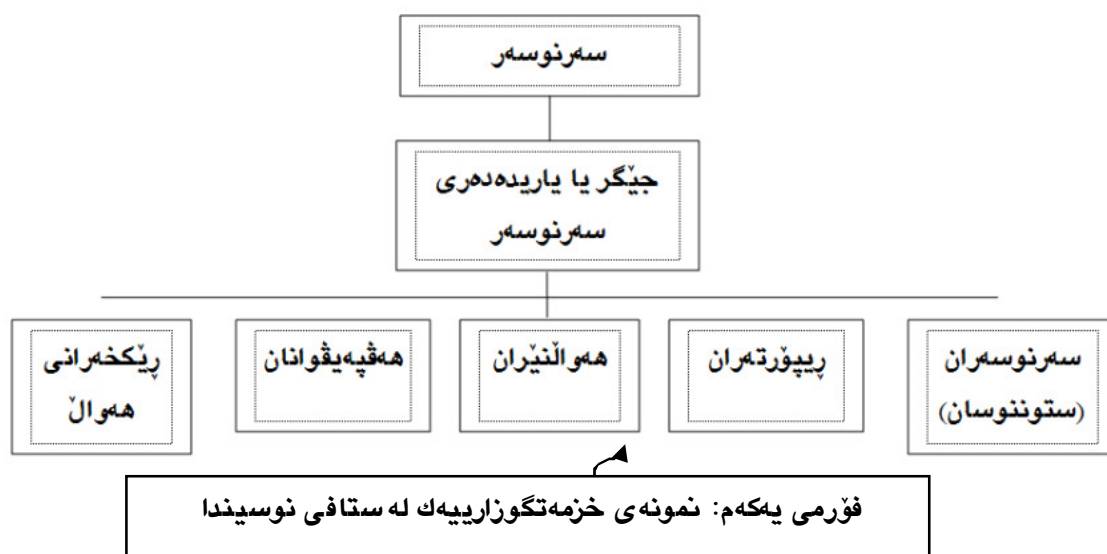 سەرنوسەر
جێگر یا یاریدەدەری
سەرنوسەر
سەرنوسەران
(ستوننوسان)
ڕیپۆرتەران
هەواڵنێران
هەڤپەیڤوانان
ڕێکخەرانی
هەواڵ
فۆرمی یەکەم: نمونەی خزمەتگوزارییەك لە ستافی نوسیندا